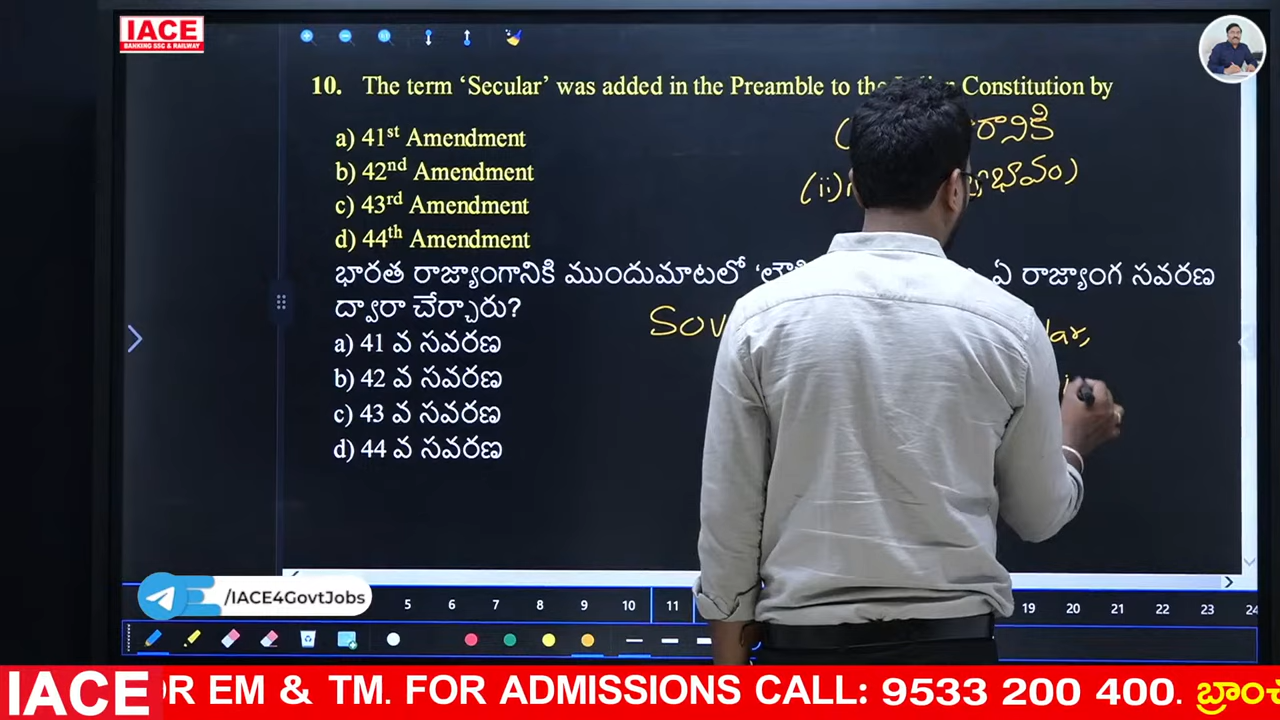 IACE
BANKING SSC & RAILWAY
10. The term ‘Secular’ was added in the Preamble to the Constitution by
a) 41st Amendment
b) 42nd Amendment
c) 43rd Amendment
d) 44th Amendment
(ii)
భారత రాజ్యాంగానికి ముందుమాటలో ఏ రాజ్యాంగ సవరణ
ద్వారా చేర్చారు?
a) 41 వ సవరణ
b) 42 వ సవరణ
c) 43 వ సవరణ
d) 44 వ సవరణ
/IACE4GovtJobs
5 6 7 8 9 10 11 19 20 21 22 23 24
IACE OR EM & TM. FOR ADMISSIONS CALL: 9533 200 400.